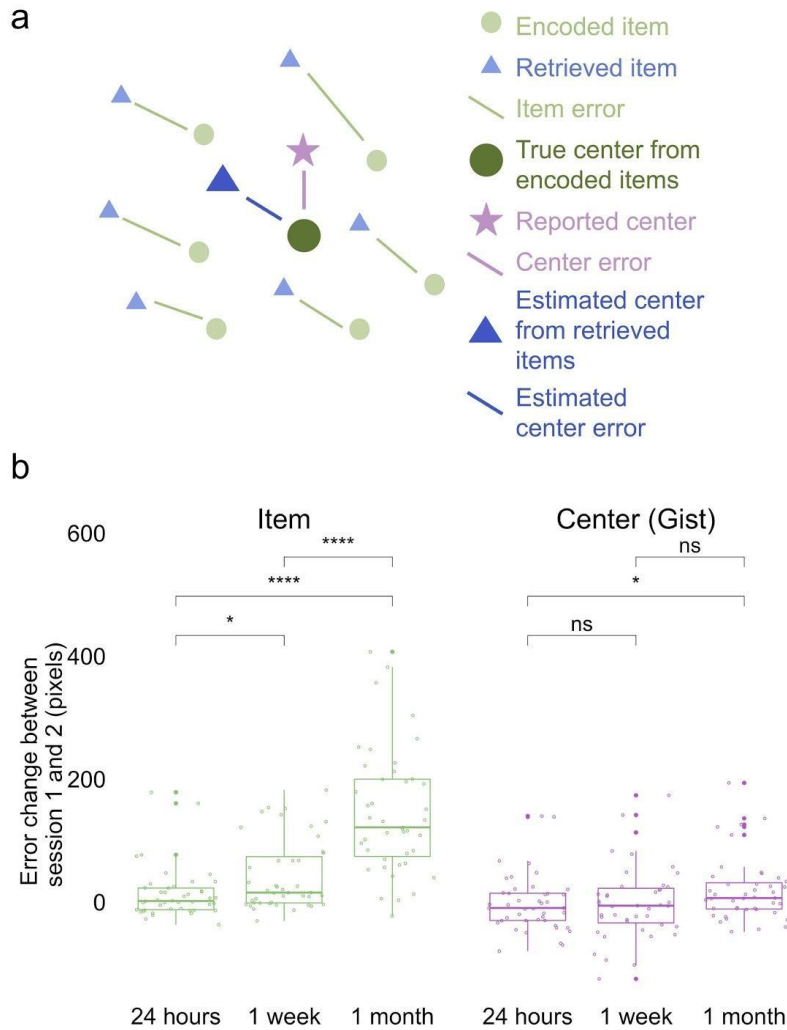 a
Encoded item
Retrieved item
Item error
True center from
encoded items
Reported center
Center error
Estimated center
from retrieved
items
Estimated
center error
b
Item
Center (Gist)
600
400
200
0
Error change between
session 1 and 2 (pixels)
****
****
*
ns
*
ns
24 hours
1 week
1 month
24 hours
1 week
1 month